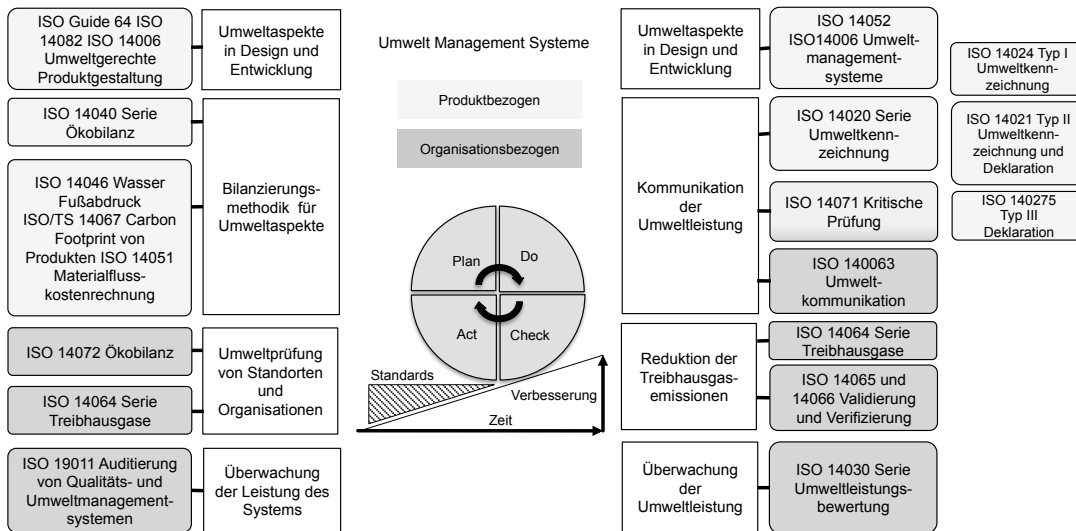 ISO Guide 64 ISO
14082 ISO 14006
Umweltgerechte
Produktgestaltung
Umweltaspekte
in Design und
Entwicklung
ISO 14040 Serie
Ökobilanz
ISO 14046 Wasser
Fußabdruck
ISO/TS 14067 Carbon
Footprint von
Produkten ISO 14051
Materialfluss-
kostenrechnung
Bilanzierungs-
methodik für
Umweltaspekte
ISO 14072 Ökobilanz
ISO 14064 Serie
Treibhausgase
Umweltprüfung
von Standorten
und
Organisationen
ISO 19011 Auditierung
von Qualitäts- und
Umweltmanagement-
systemen
Überwachung
der Leistung des
Systems
Umwelt Management Systeme
Produktbezogen
Organisationsbezogen
Plan
Do
Act
Check
Standards
Verbesserung
Zeit
Umweltaspekte
in Design und
Entwicklung
ISO 14052
ISO14006 Umwelt-
management-
systeme
Kommunikation
der
Umweltleistung
ISO 14020 Serie
Umweltkenn-
zeichnung
ISO 14071 Kritische
Prüfung
ISO 140063
Umwelt-
kommunikation
ISO 14024 Typ I
Umweltkenn-
zeichnung
ISO 14021 Typ II
Umweltkenn-
zeichnung und
Deklaration
ISO 140275
Typ III
Deklaration
Reduktion der
Treibhausgas-
emissionen
ISO 14064 Serie
Treibhausgase
ISO 14065 und
14066 Validierung
und Verifizierung
Überwachung
der
Umweltleistung
ISO 14030 Serie
Umweltleistungs-
bewertung